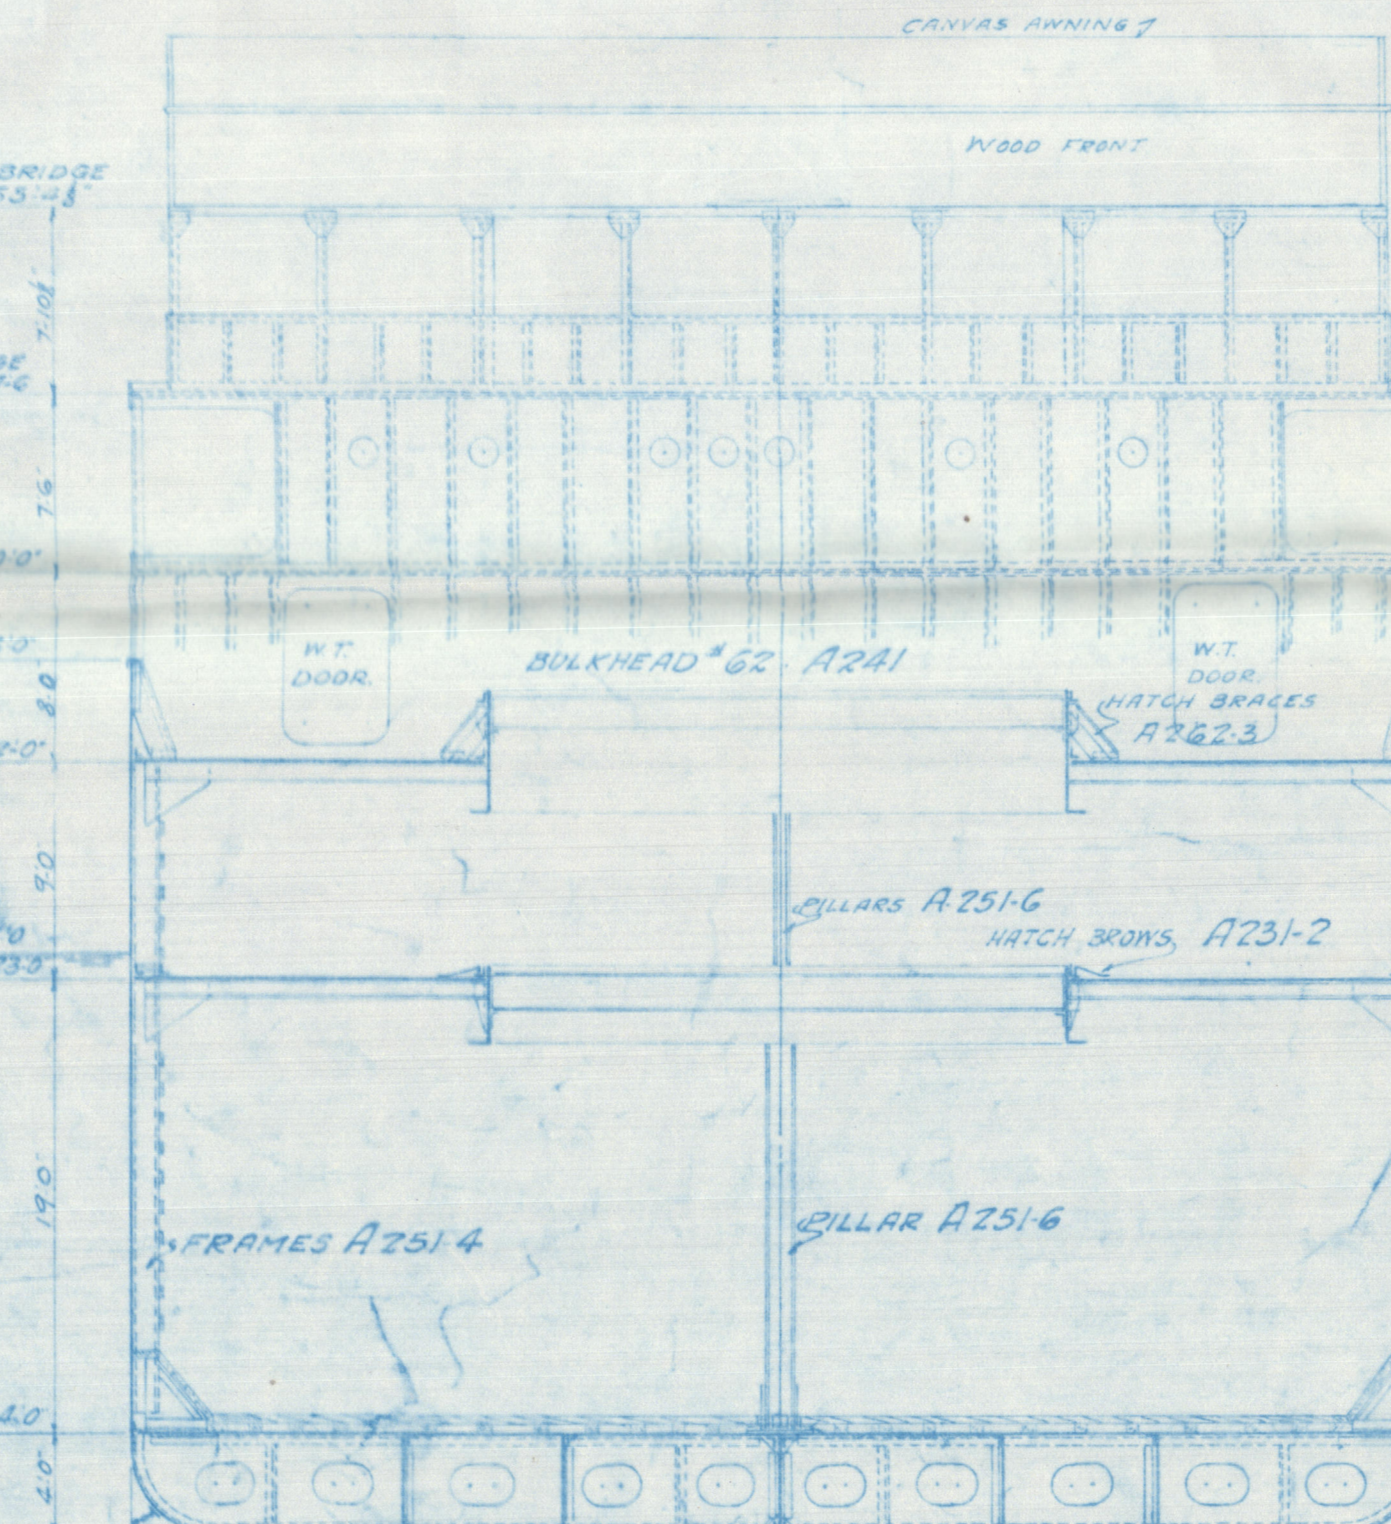 CANVAS AWNING
WOOD FRONT
BRIDGE
7'-10½"
7'6"
W.T.
DOOR.
BULKHEAD #62. A241
W.T.
DOOR.
HATCH BRACES
A262-3
8'0"
9'0"
PILLARS A-251-6
HATCH BROWS, A231-2
23'-0"
19'0"
FRAMES A251-4
PILLAR A251-6
4'0"
4'0"